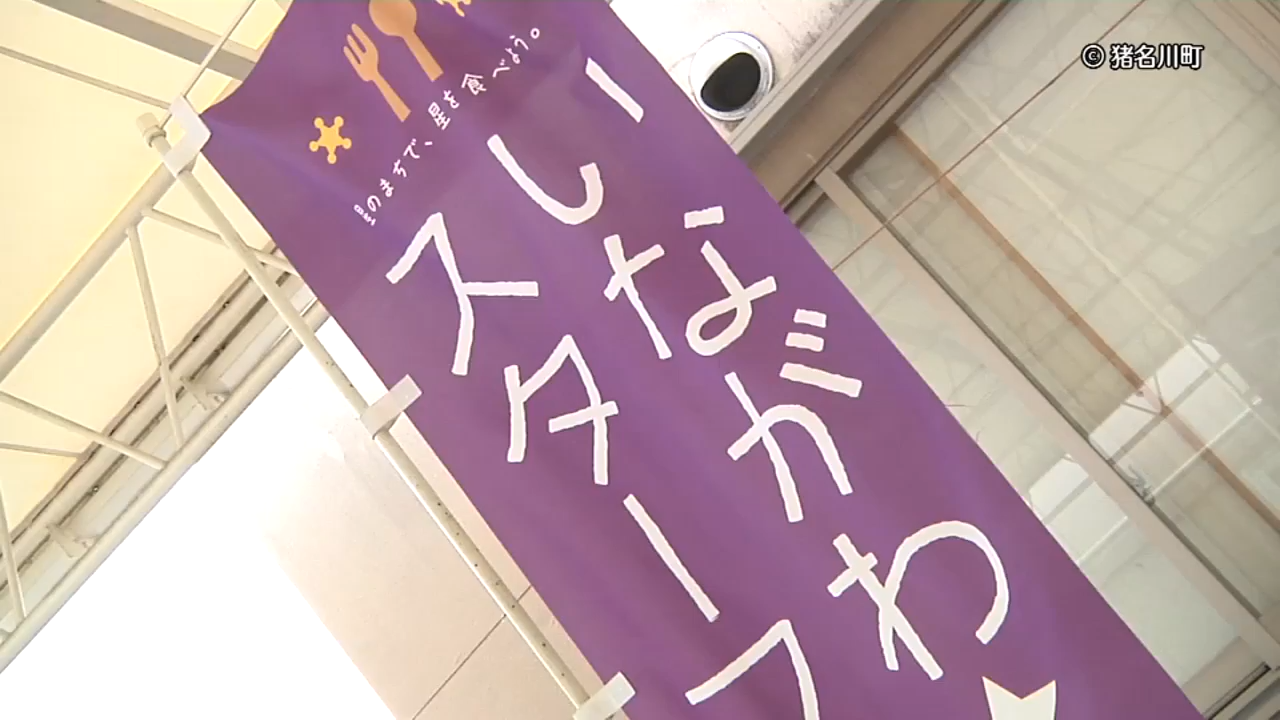 © 猪名川町
星のまちで、星を食べよう。
いながわ
スターフ